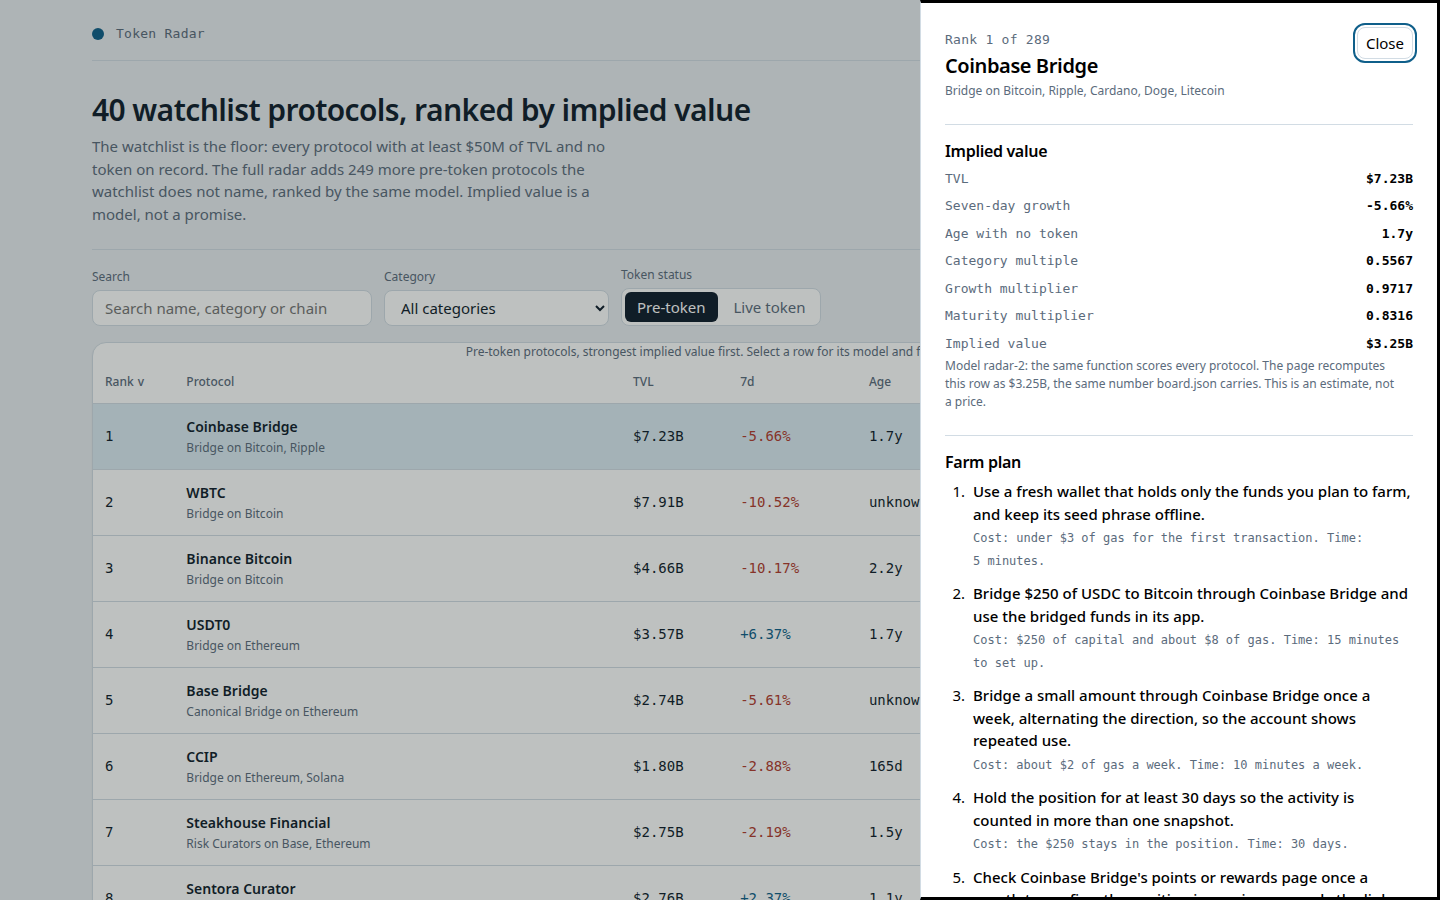 Token Radar
40 watchlist protocols, ranked by implied value
The watchlist is the floor: every protocol with at least $50M of TVL and no
token on record. The full radar adds 249 more pre-token protocols the
watchlist does not name, ranked by the same model. Implied value is a
model, not a promise.
Search
Category
Token status
Search name, category or chain
All categories
Pre-token
Live token
Pre-token protocols, strongest implied value first. Select a row for its model and f
Rank v Protocol TVL 7d Age
1 Coinbase Bridge $7.23B -5.66% 1.7y
Bridge on Bitcoin, Ripple
2 WBTC $7.91B -10.52% unknow
Bridge on Bitcoin
3 Binance Bitcoin $4.66B -10.17% 2.2y
Bridge on Bitcoin
4 USDT0 $3.57B +6.37% 1.7y
Bridge on Ethereum
5 Base Bridge $2.74B -5.61% unknow
Canonical Bridge on Ethereum
6 CCIP $1.80B -2.88% 165d
Bridge on Ethereum, Solana
7 Steakhouse Financial $2.75B -2.19% 1.5y
Risk Curators on Base, Ethereum
8 Sentora Curator $2.76B +2.37% 1.1y
Rank 1 of 289
Close
Coinbase Bridge
Bridge on Bitcoin, Ripple, Cardano, Doge, Litecoin
Implied value
TVL $7.23B
Seven-day growth -5.66%
Age with no token 1.7y
Category multiple 0.5567
Growth multiplier 0.9717
Maturity multiplier 0.8316
Implied value $3.25B
Model radar-2: the same function scores every protocol. The page recomputes
this row as $3.25B, the same number board.json carries. This is an estimate, not
a price.
Farm plan
1. Use a fresh wallet that holds only the funds you plan to farm,
and keep its seed phrase offline.
Cost: under $3 of gas for the first transaction. Time:
5 minutes.
2. Bridge $250 of USDC to Bitcoin through Coinbase Bridge and
use the bridged funds in its app.
Cost: $250 of capital and about $8 of gas. Time: 15 minutes
to set up.
3. Bridge a small amount through Coinbase Bridge once a
week, alternating the direction, so the account shows
repeated use.
Cost: about $2 of gas a week. Time: 10 minutes a week.
4. Hold the position for at least 30 days so the activity is
counted in more than one snapshot.
Cost: the $250 stays in the position. Time: 30 days.
5. Check Coinbase Bridge's points or rewards page once a